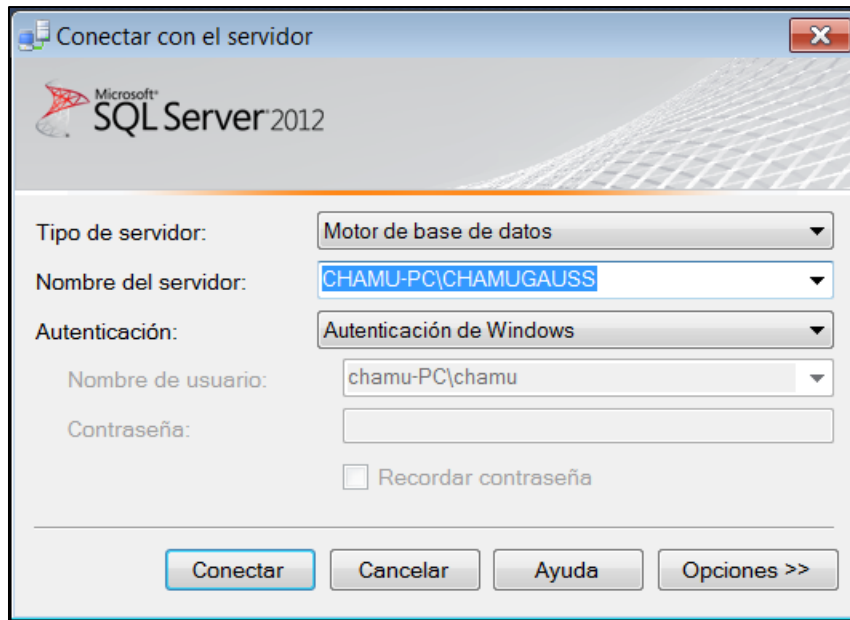 Conectar con el servidor
Microsoft®
SQL Server® 2012
Tipo de servidor: Motor de base de datos
Nombre del servidor: CHAMU-PC\CHAMUGAUSS
Autenticación: Autenticación de Windows
Nombre de usuario: chamu-PC\chamu
Contraseña:
Recordar contraseña
Conectar Cancelar Ayuda Opciones >>